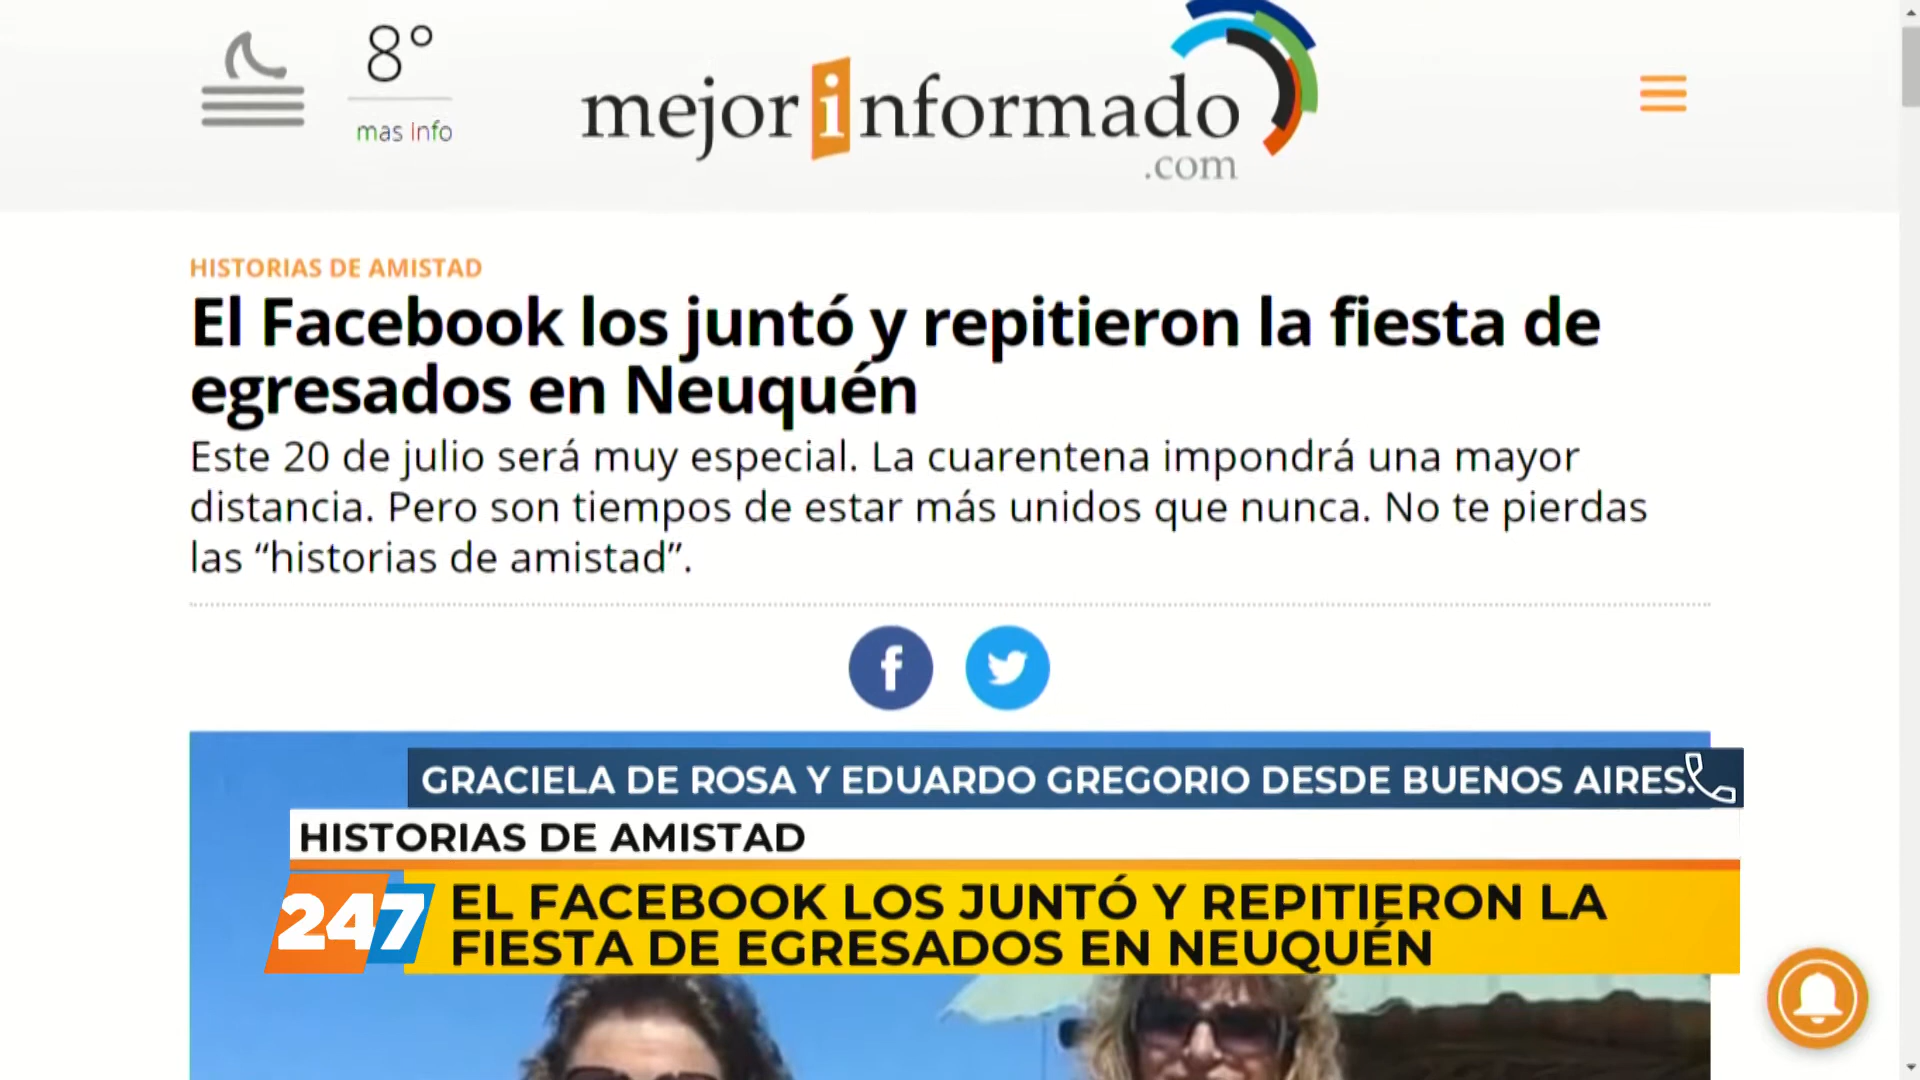 8°
mas info
mejorinformado
.com
HISTORIAS DE AMISTAD
El Facebook los juntó y repitieron la fiesta de
egresados en Neuquén
Este 20 de julio será muy especial. La cuarentena impondrá una mayor
distancia. Pero son tiempos de estar más unidos que nunca. No te pierdas
las “historias de amistad”.
GRACIELA DE ROSA Y EDUARDO GREGORIO DESDE BUENOS AIRES.
HISTORIAS DE AMISTAD
247
EL FACEBOOK LOS JUNTÓ Y REPITIERON LA
FIESTA DE EGRESADOS EN NEUQUÉN